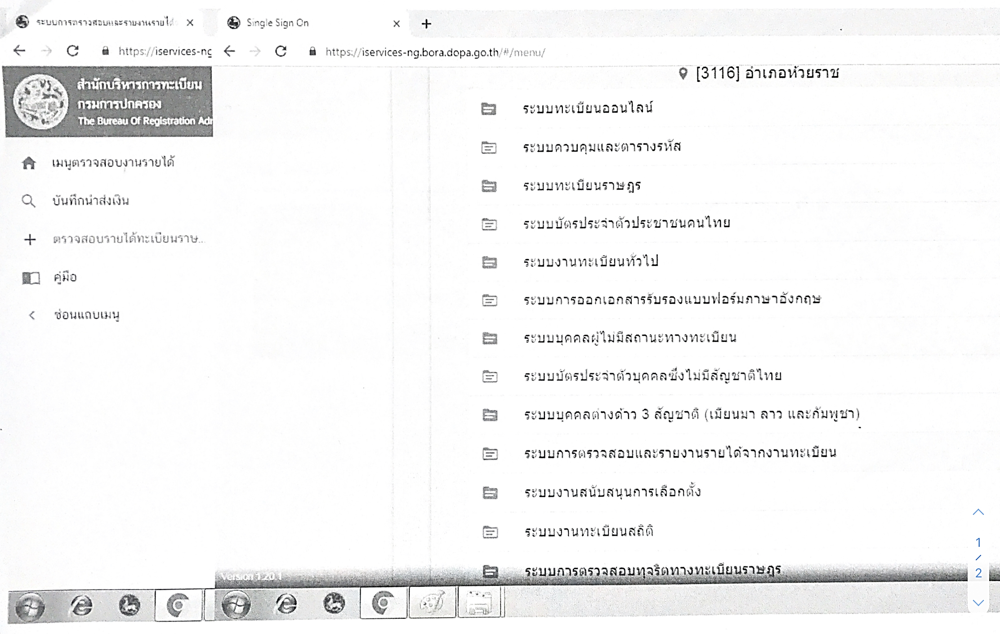 ระบบการตรวจสอบและรายงานรายได้
Single Sign On
https://iservices-ng
https://iservices-ng.bora.dopa.go.th/#/menu/
สำนักบริหารการทะเบียน
กรมการปกครอง
The Bureau Of Registration Adr
เมนูตรวจสอบงานรายได้
บันทึกนำส่งเงิน
ตรวจสอบรายได้ทะเบียนราษ...
คู่มือ
ซ่อนแถบเมนู
[3116] อำเภอห้วยราช
ระบบทะเบียนออนไลน์
ระบบควบคุมและตารางรหัส
ระบบทะเบียนราษฎร
ระบบบัตรประจำตัวประชาชนคนไทย
ระบบงานทะเบียนทั่วไป
ระบบการออกเอกสารรับรองแบบฟอร์มภาษาอังกฤษ
ระบบบุคคลผู้ไม่มีสถานะทางทะเบียน
ระบบบัตรประจำตัวบุคคลซึ่งไม่มีสัญชาติไทย
ระบบบุคคลต่างด้าว 3 สัญชาติ (เมียนมา ลาว และกัมพูชา)
ระบบการตรวจสอบและรายงานรายได้จากงานทะเบียน
ระบบงานสนับสนุนการเลือกตั้ง
ระบบงานทะเบียนสถิติ
ระบบการตรวจสอบทุจริตทางทะเบียนราษฎร
Version 1.20.1
1
/
2